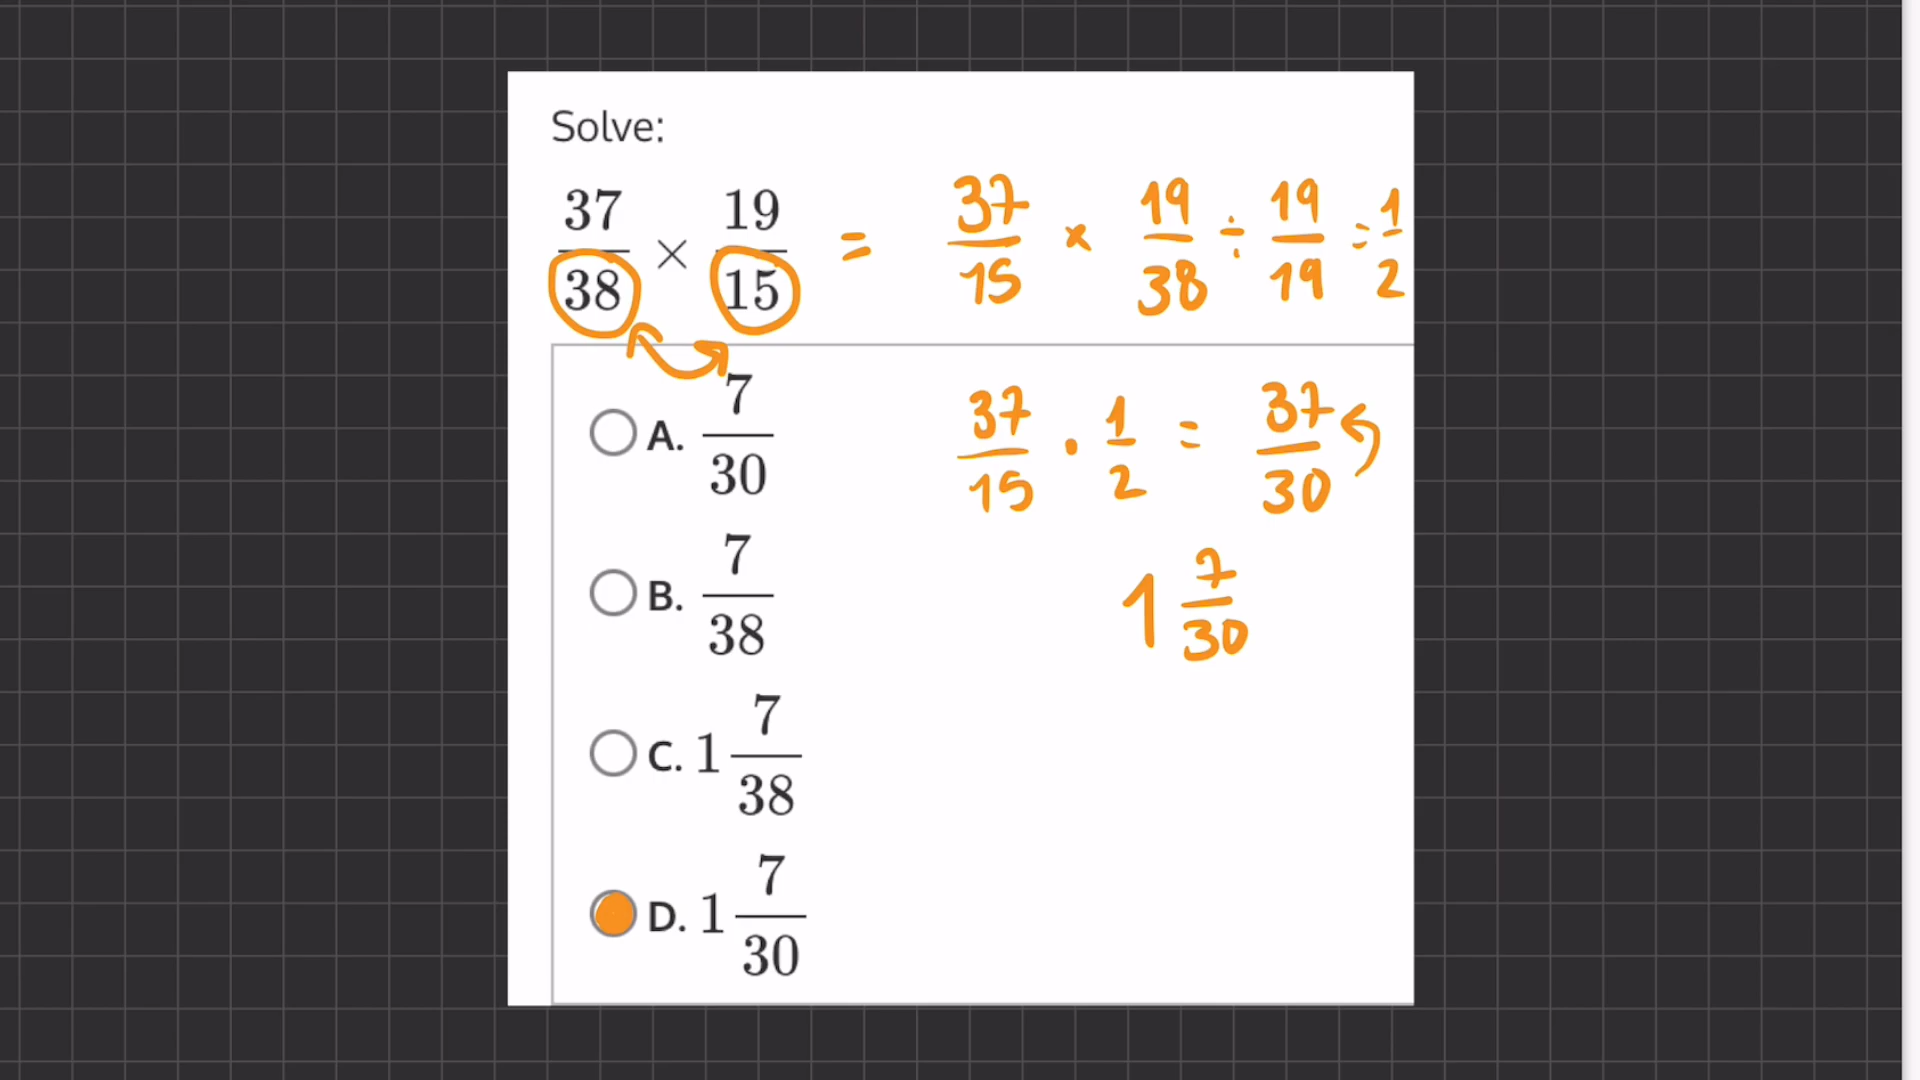 Solve:
37/38 × 19/15 = 37/15 × 19/38 ÷ 19/19 = 1/2
A. 7/30
37/15 · 1/2 = 37/30
1 7/30
B. 7/38
C. 1 7/38
D. 1 7/30